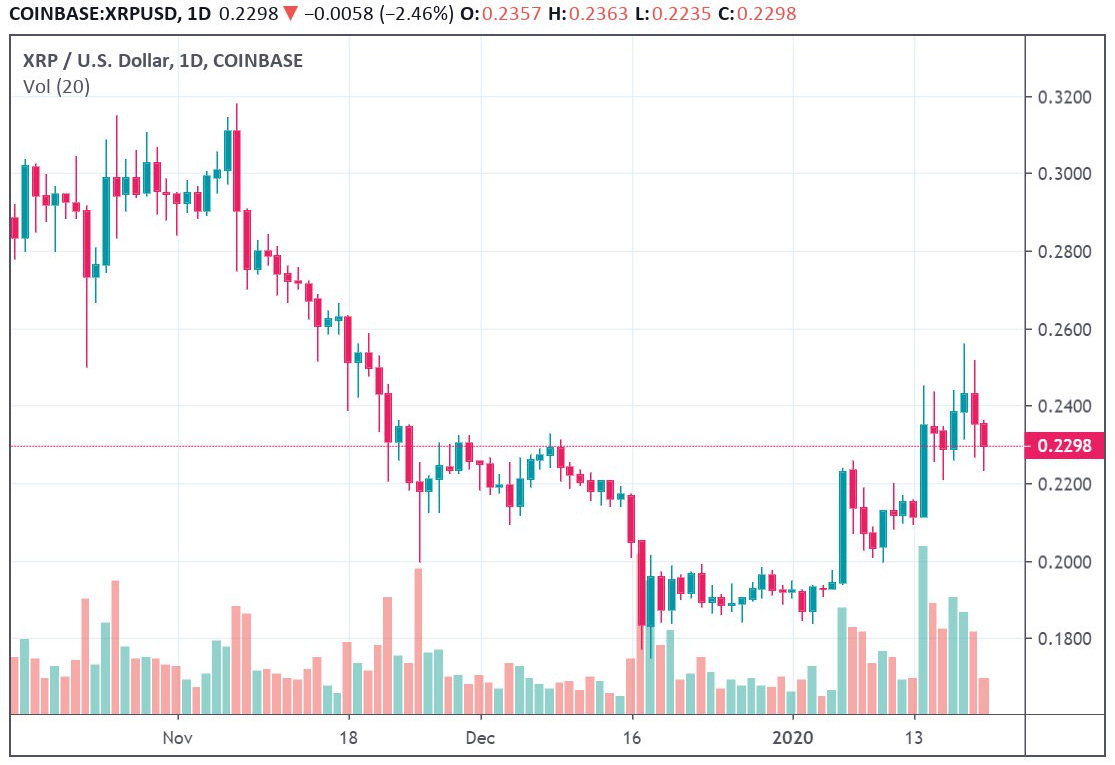 COINBASE:XRPUSD, 1D 0.2298 ▼ −0.0058 (−2.46%) O:0.2357 H:0.2363 L:0.2235 C:0.2298
XRP / U.S. Dollar, 1D, COINBASE
Vol (20)
0.3200
0.3000
0.2800
0.2600
0.2400
0.2298
0.2200
0.2000
0.1800
Nov 18 Dec 16 2020 13